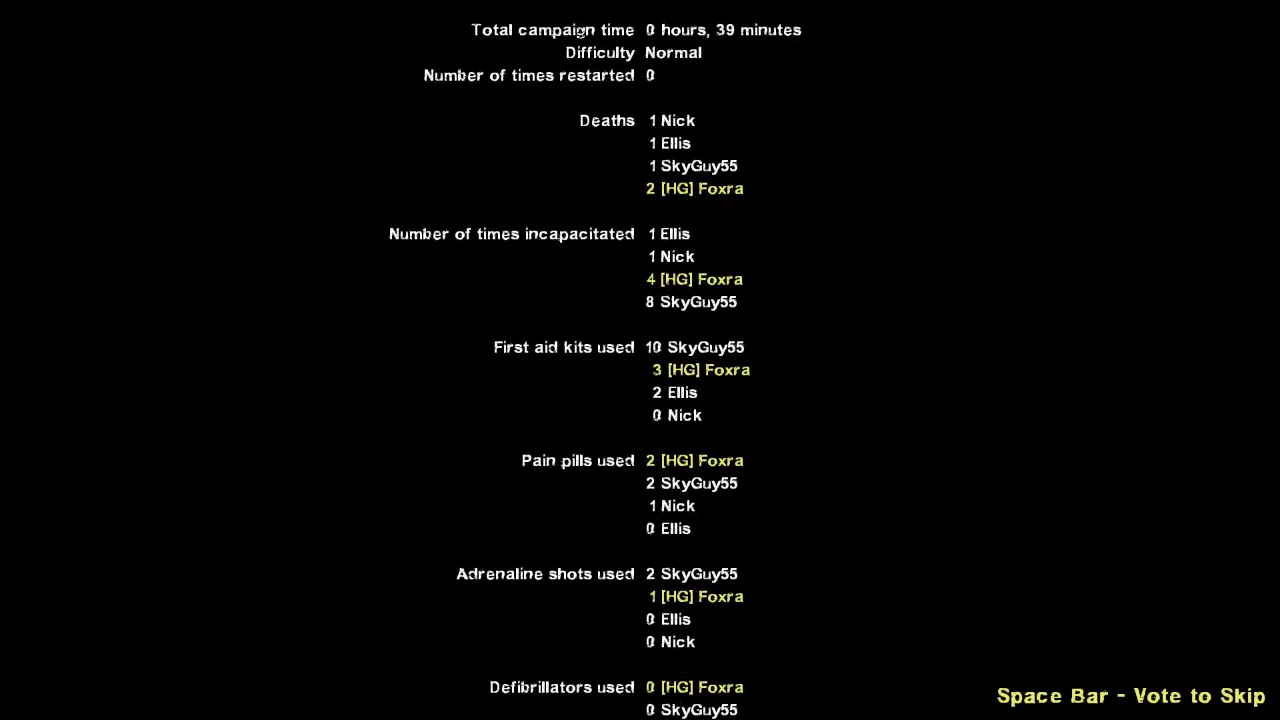 Total campaign time 0 hours, 39 minutes
Difficulty Normal
Number of times restarted 0
Deaths 1 Nick
1 Ellis
1 SkyGuy55
2 [HG] Foxra
Number of times incapacitated 1 Ellis
1 Nick
4 [HG] Foxra
8 SkyGuy55
First aid kits used 10 SkyGuy55
3 [HG] Foxra
2 Ellis
0 Nick
Pain pills used 2 [HG] Foxra
2 SkyGuy55
1 Nick
0 Ellis
Adrenaline shots used 2 SkyGuy55
1 [HG] Foxra
0 Ellis
0 Nick
Defibrillators used 0 [HG] Foxra
0 SkyGuy55
Space Bar - Vote to Skip